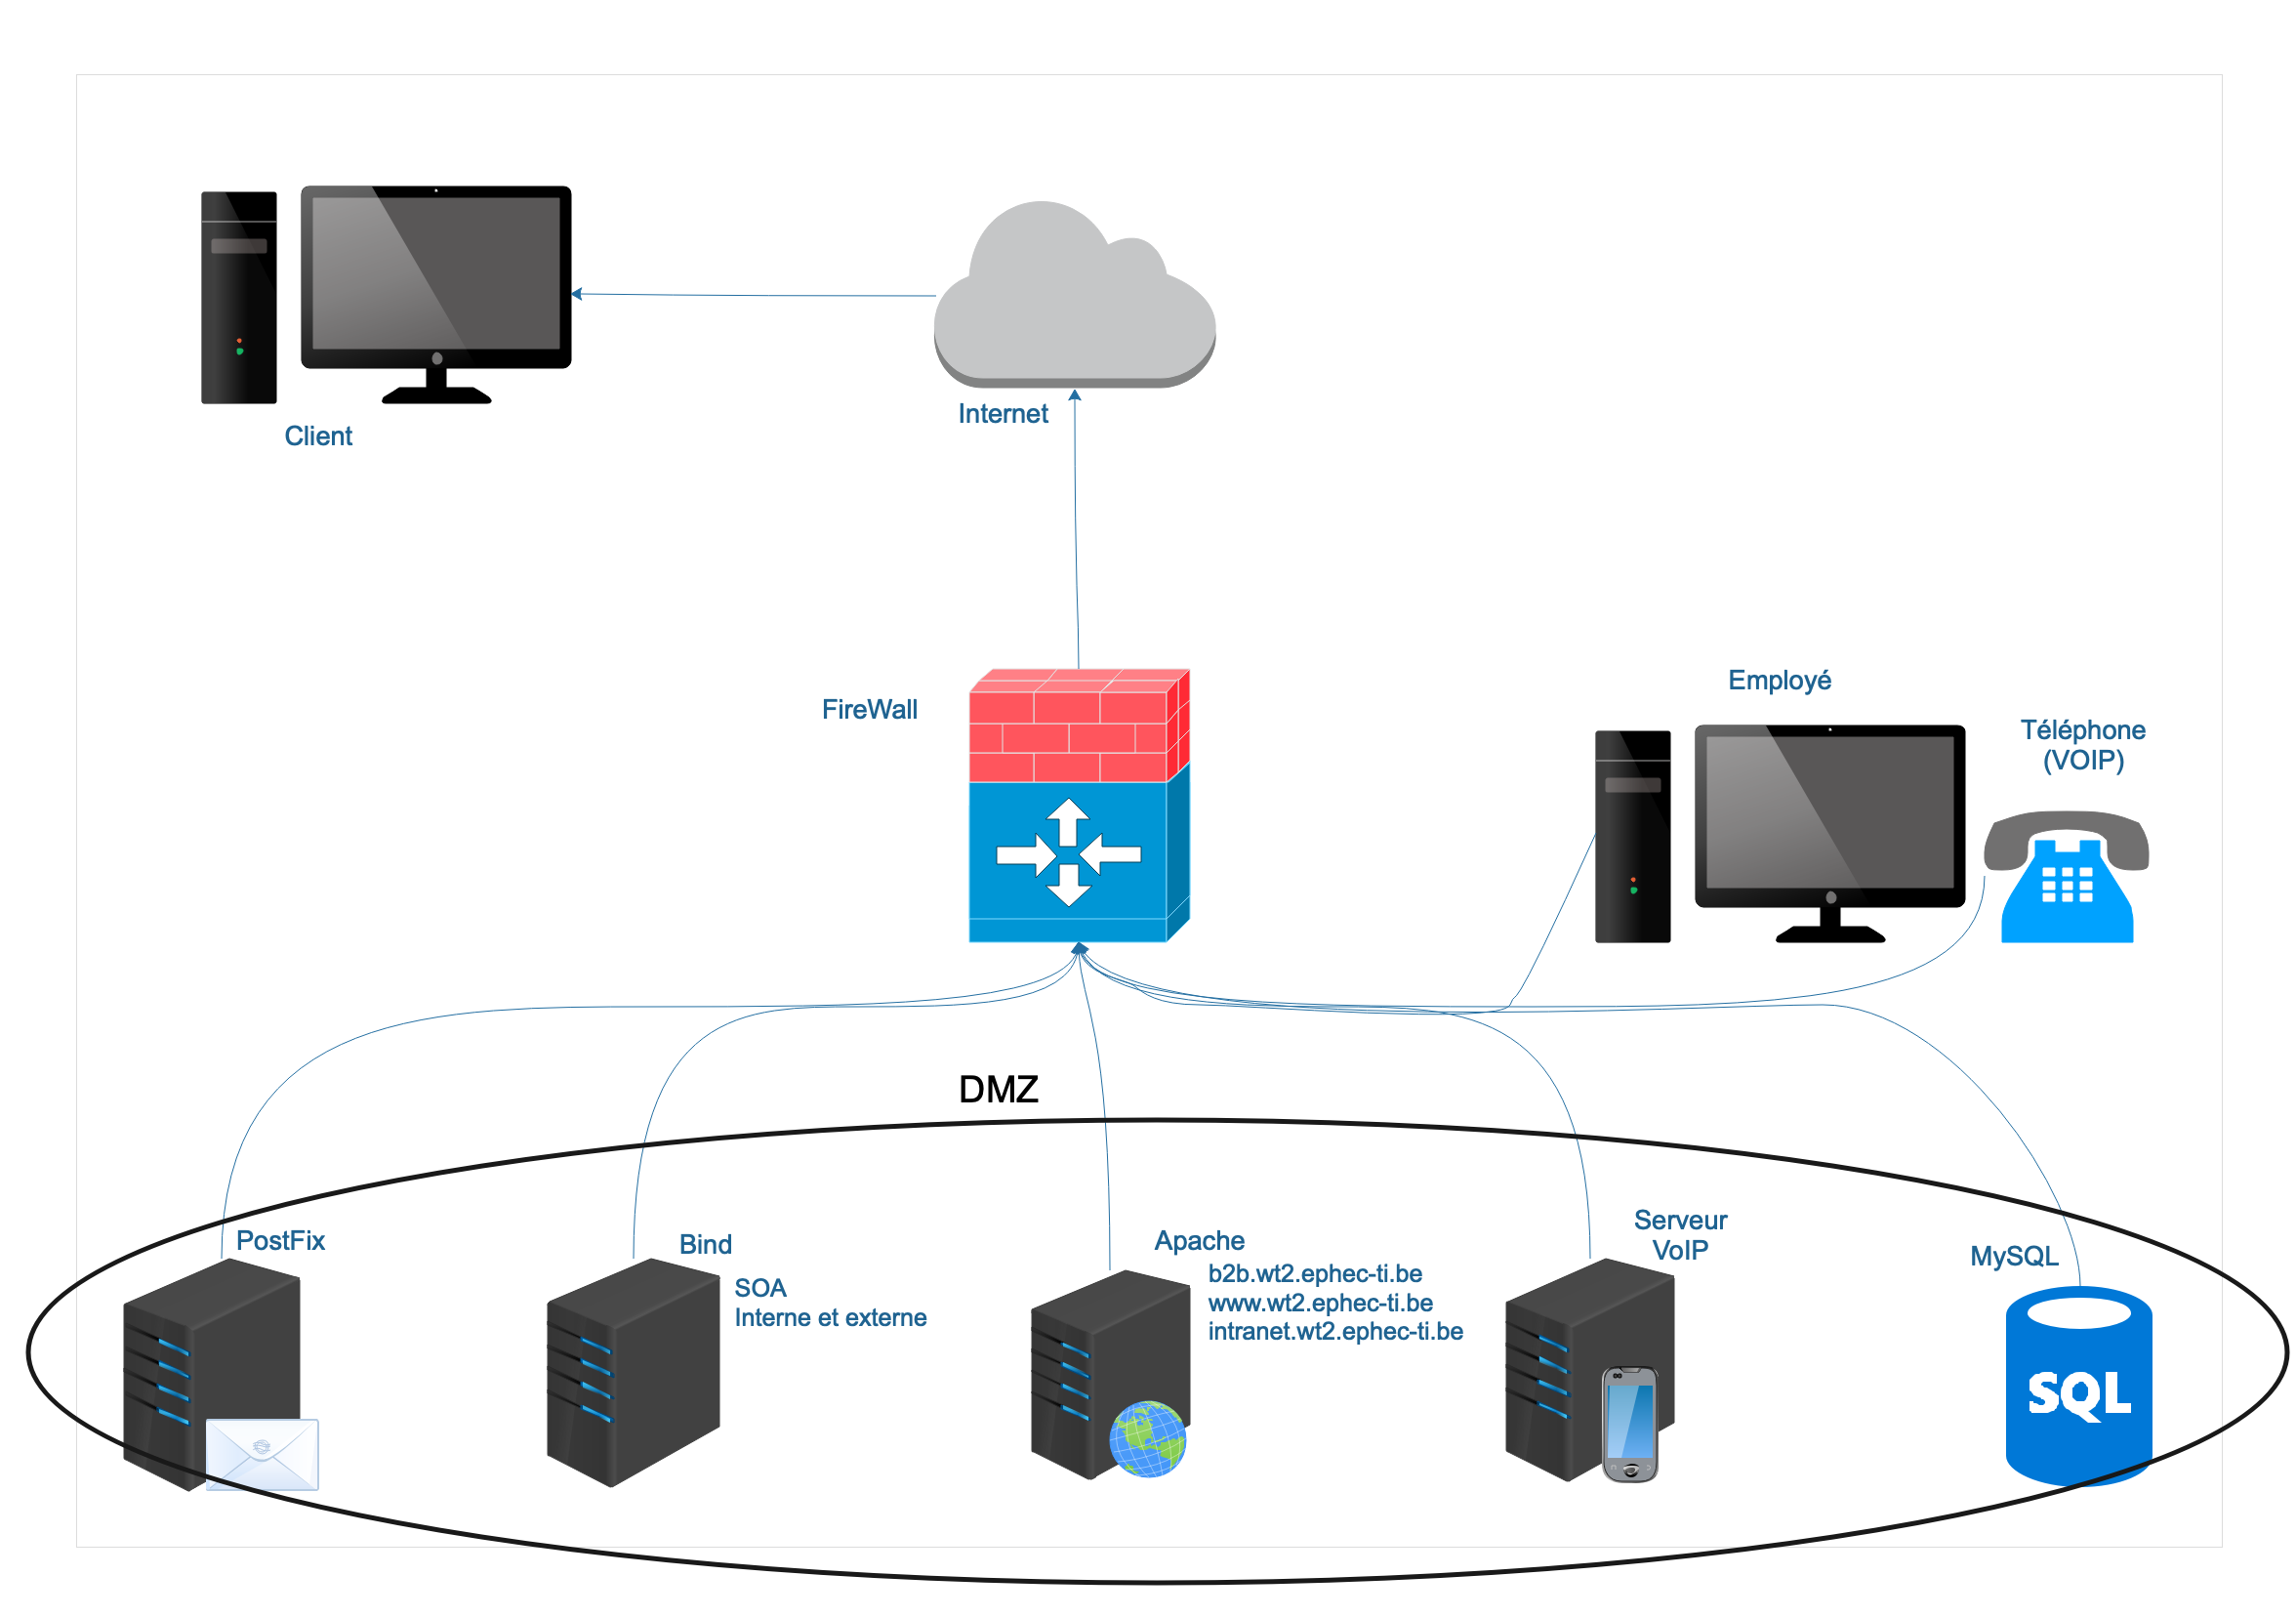 Client
Internet
FireWall
Employé
Téléphone
(VOIP)
DMZ
PostFix
Bind
SOA
Interne et externe
Apache
b2b.wt2.ephec-ti.be
www.wt2.ephec-ti.be
intranet.wt2.ephec-ti.be
Serveur
VoIP
MySQL
SQL